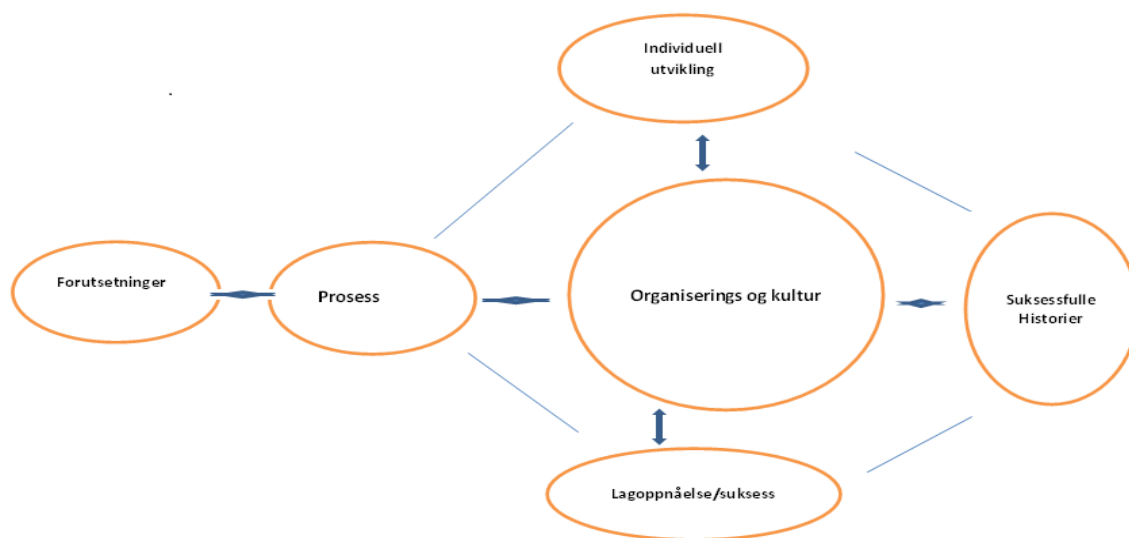 Individuell
utvikling
Forutsetninger
Prosess
Organiserings og kultur
Suksessfulle
Historier
Lagoppnåelse/suksess